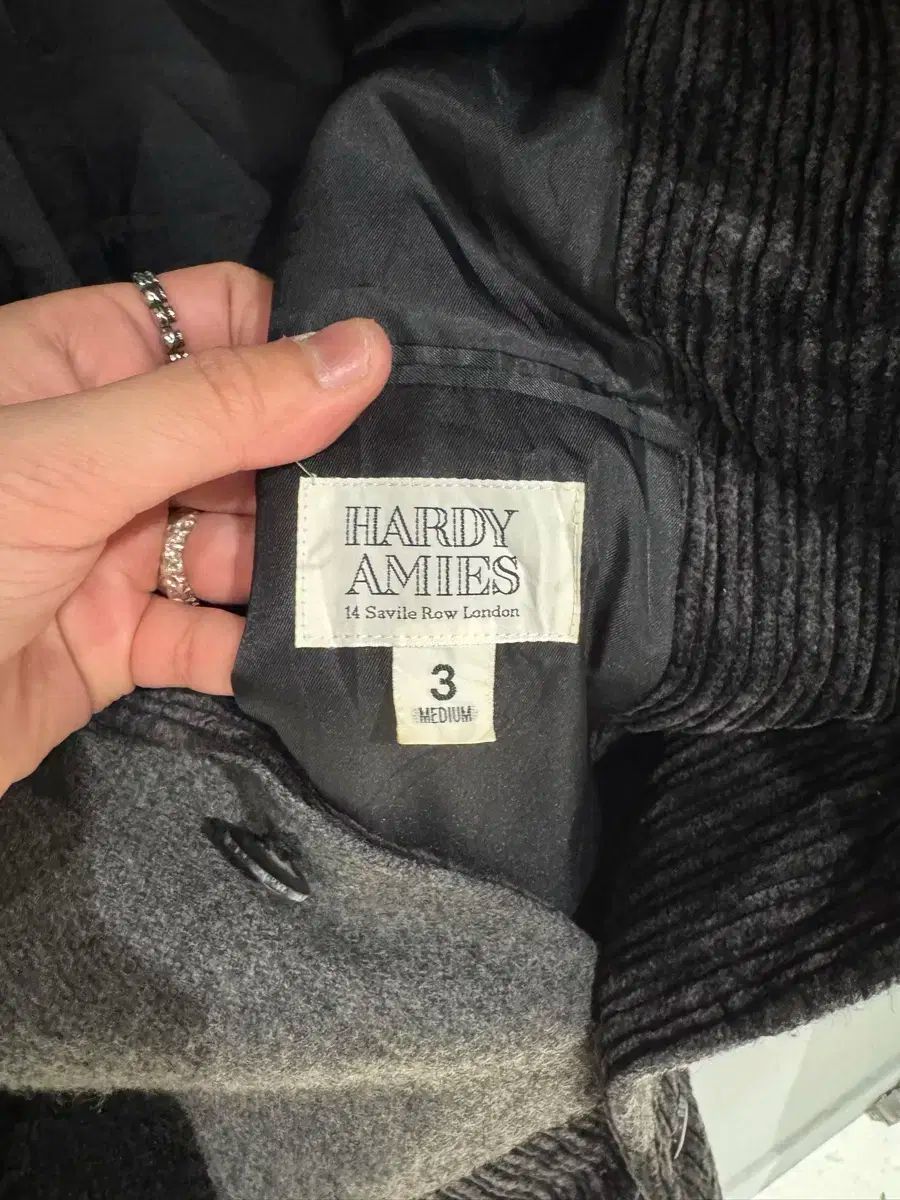 HARDY
AMIES
14 Savile Row London
3
MEDIUM